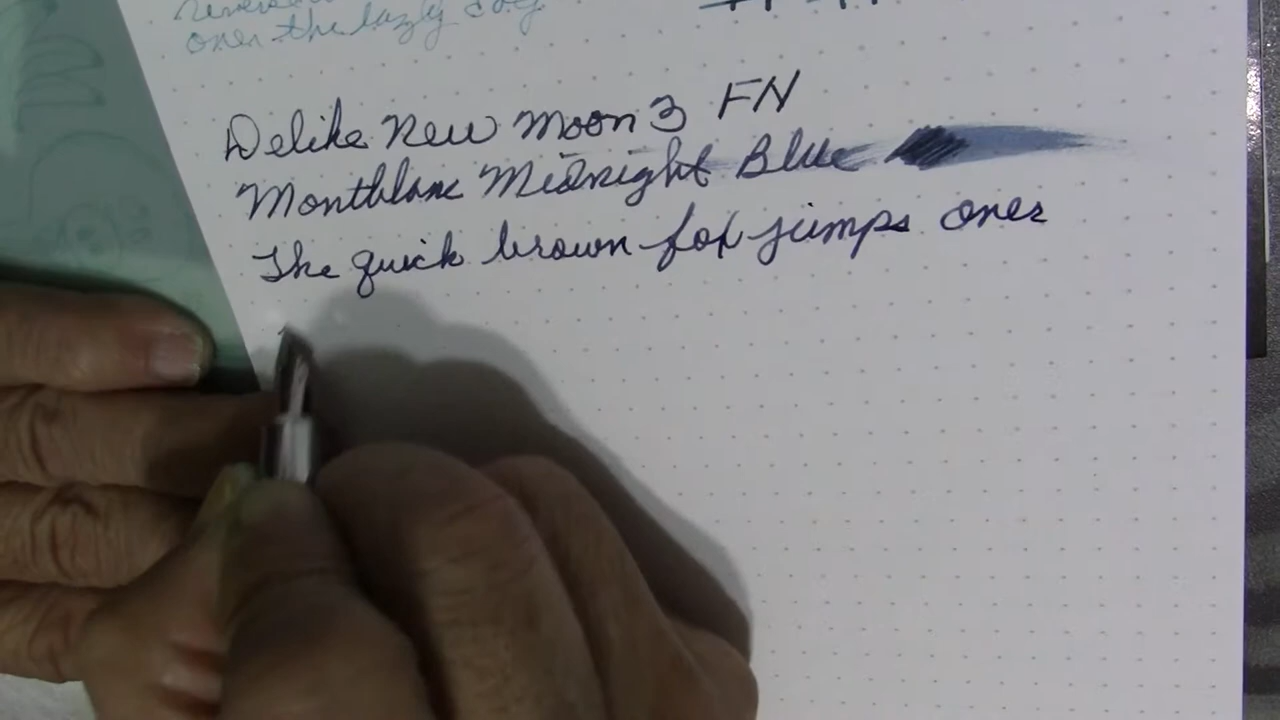 over the lazy dog
Delike New Moon 3 FN
Montblanc Midnight Blue
The quick brown fox jumps over